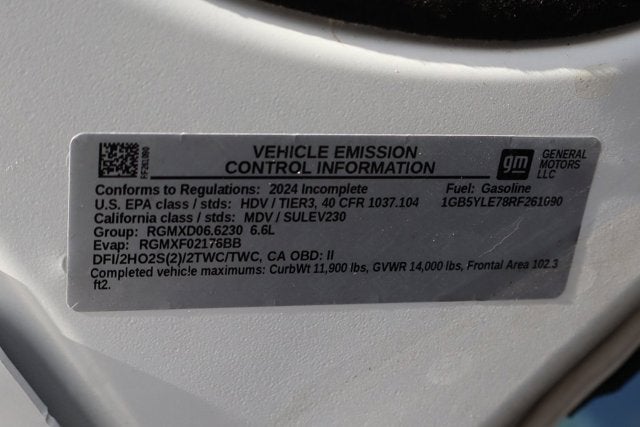 VEHICLE EMISSION
CONTROL INFORMATION
gm GENERAL MOTORS LLC
RF261090
Conforms to Regulations: 2024 Incomplete Fuel: Gasoline
U.S. EPA class / stds: HDV / TIER3, 40 CFR 1037.104 1GB5YLE78RF261090
California class / stds: MDV / SULEV230
Group: RGMXD06.6230 6.6L
Evap: RGMXF02176BB
DFI/2HO2S(2)/2TWC/TWC, CA OBD: II
Completed vehicle maximums: CurbWt 11,900 lbs, GVWR 14,000 lbs, Frontal Area 102.3
ft2.